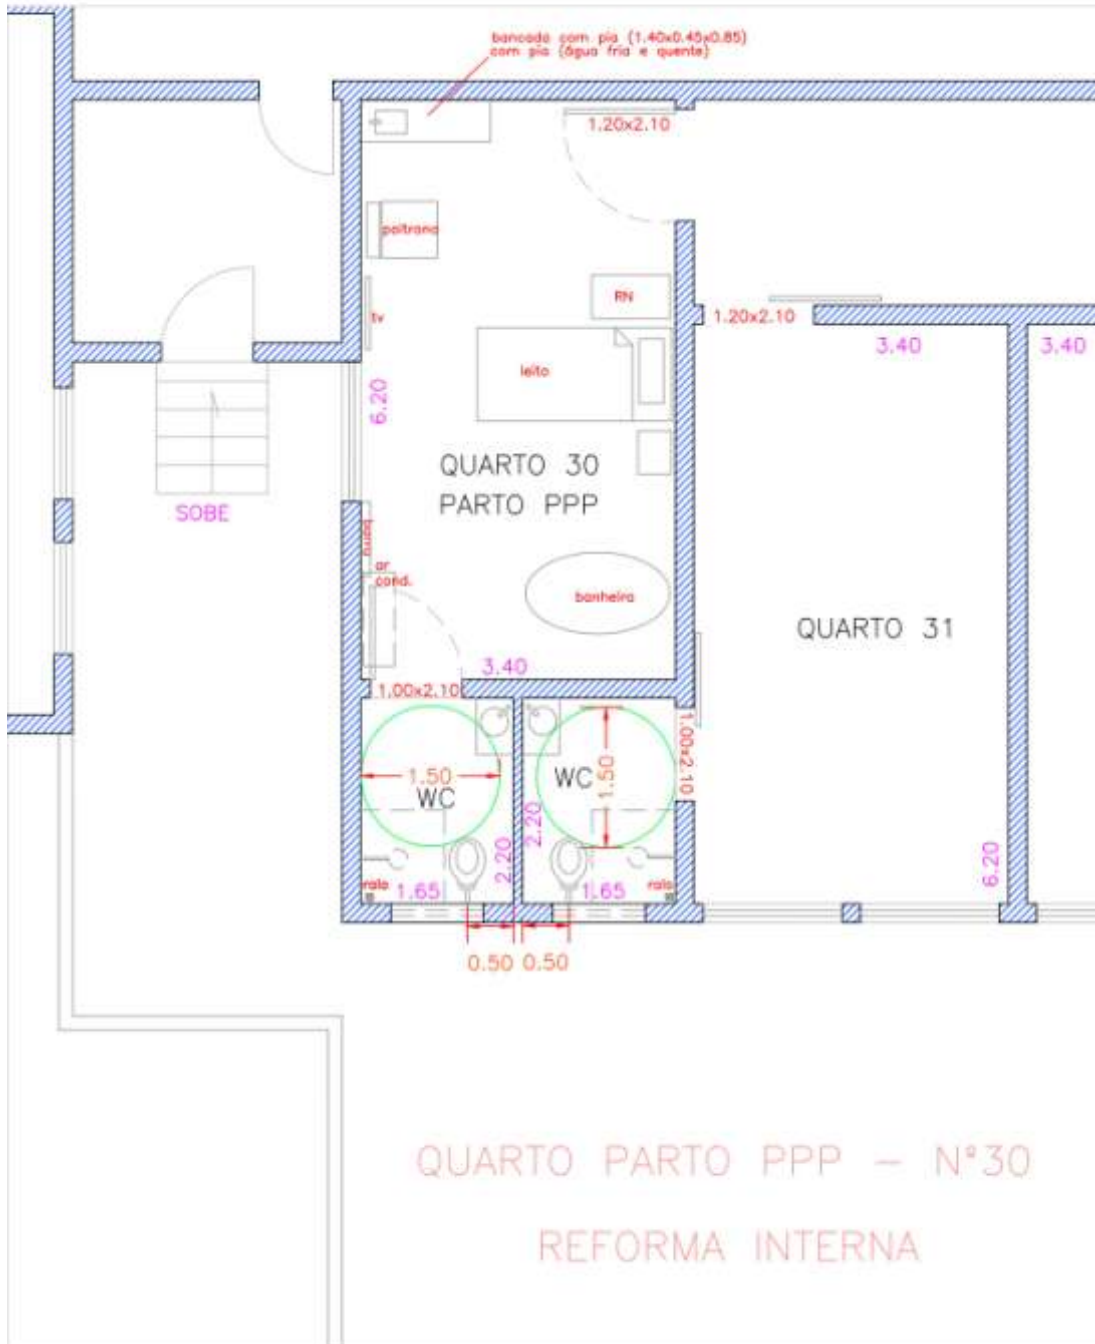 bancada com pia (1.40x0.45x0.85)
com pia (água fria e quente)
1.20x2.10
poltrona
RN
tv
1.20x2.10
3.40
3.40
leito
6.20
QUARTO 30
PARTO PPP
SOBE
barra
ar
cond.
banheira
QUARTO 31
3.40
1.00x2.10
1.00x2.10
1.50
WC
WC
1.50
2.20
2.20
6.20
ralo
1.65
1.65
ralo
0.50
0.50
QUARTO PARTO PPP - Nº30
REFORMA INTERNA